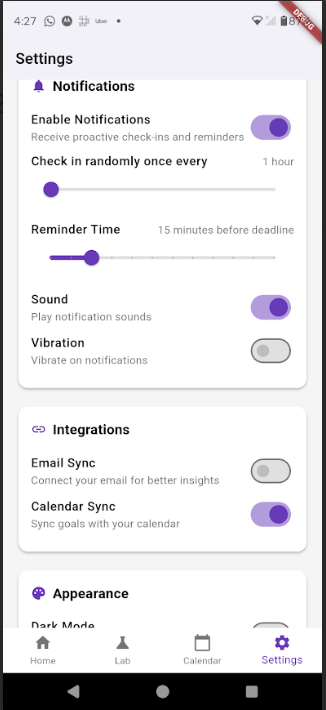 4:27
Uber
DEBUG
Settings
Notifications
Enable Notifications
Receive proactive check-ins and reminders
Check in randomly once every 1 hour
Reminder Time 15 minutes before deadline
Sound
Play notification sounds
Vibration
Vibrate on notifications
Integrations
Email Sync
Connect your email for better insights
Calendar Sync
Sync goals with your calendar
Appearance
Dark Mode
Home Lab Calendar Settings